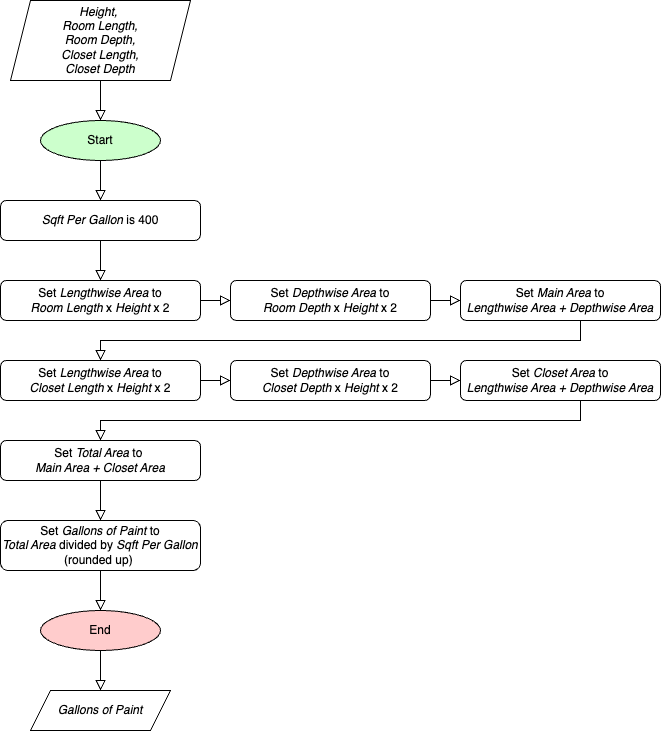 Height,
Room Length,
Room Depth,
Closet Length,
Closet Depth
Start
Sqft Per Gallon is 400
Set Lengthwise Area to
Room Length x Height x 2
Set Depthwise Area to
Room Depth x Height x 2
Set Main Area to
Lengthwise Area + Depthwise Area
Set Lengthwise Area to
Closet Length x Height x 2
Set Depthwise Area to
Closet Depth x Height x 2
Set Closet Area to
Lengthwise Area + Depthwise Area
Set Total Area to
Main Area + Closet Area
Set Gallons of Paint to
Total Area divided by Sqft Per Gallon
(rounded up)
End
Gallons of Paint